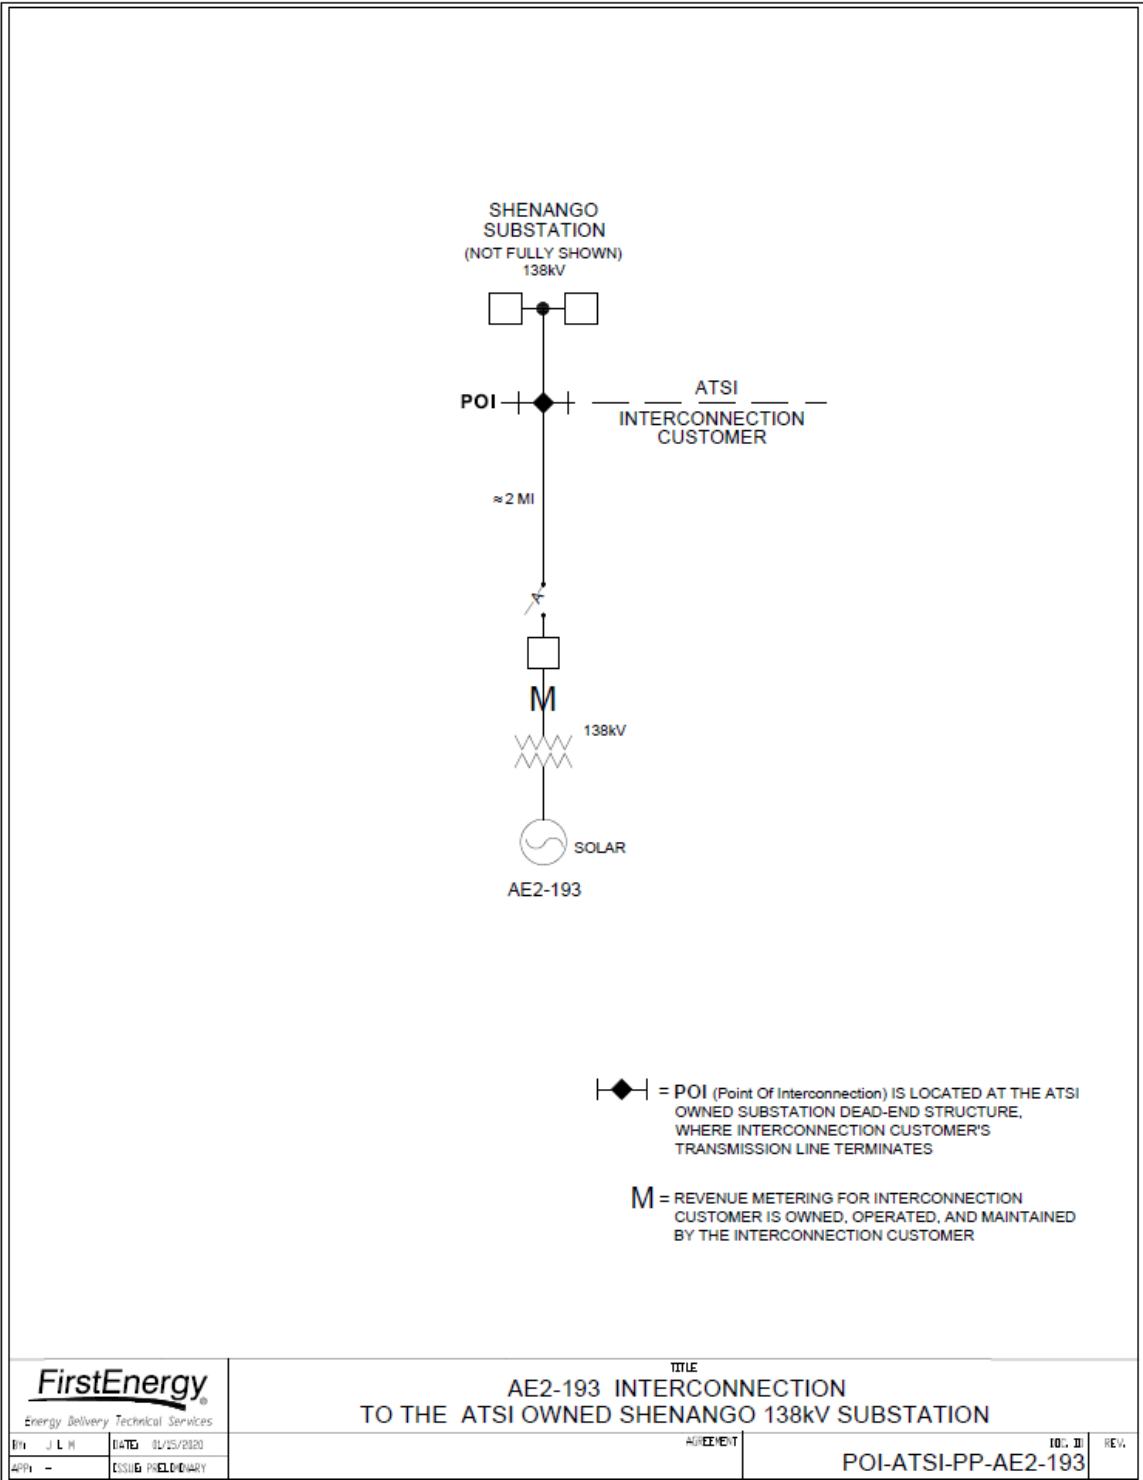 SHENANGO
SUBSTATION
(NOT FULLY SHOWN)
138kV
POI
ATSI
INTERCONNECTION
CUSTOMER
≈2 MI
A
M
138kV
SOLAR
AE2-193
= POI (Point Of Interconnection) IS LOCATED AT THE ATSI
OWNED SUBSTATION DEAD-END STRUCTURE,
WHERE INTERCONNECTION CUSTOMER'S
TRANSMISSION LINE TERMINATES
M = REVENUE METERING FOR INTERCONNECTION
CUSTOMER IS OWNED, OPERATED, AND MAINTAINED
BY THE INTERCONNECTION CUSTOMER
FirstEnergy®
Energy Delivery Technical Services
BY: J L M
DATE: 01/15/2020
APP: -
ISSUE: PRELIMINARY
TITLE
AE2-193 INTERCONNECTION
TO THE ATSI OWNED SHENANGO 138kV SUBSTATION
AGREEMENT
DOC. ID
POI-ATSI-PP-AE2-193
REV.